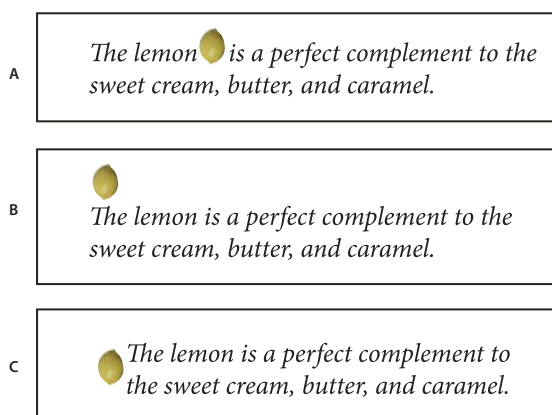 A
The lemon is a perfect complement to the
sweet cream, butter, and caramel.
B
The lemon is a perfect complement to the
sweet cream, butter, and caramel.
C
The lemon is a perfect complement to
the sweet cream, butter, and caramel.